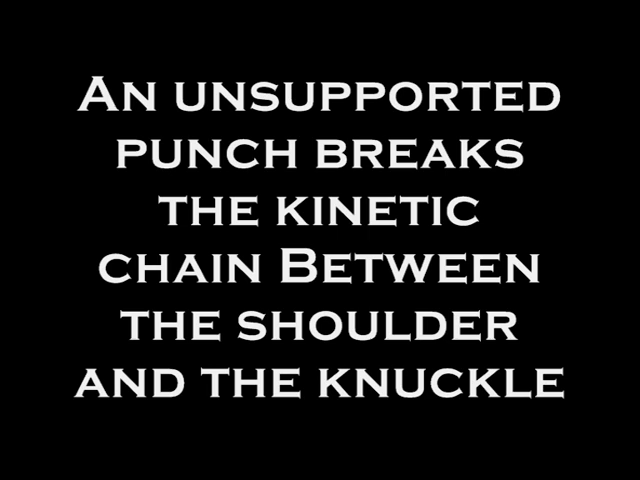 An unsupported
punch breaks
the kinetic
chain Between
the shoulder
and the knuckle